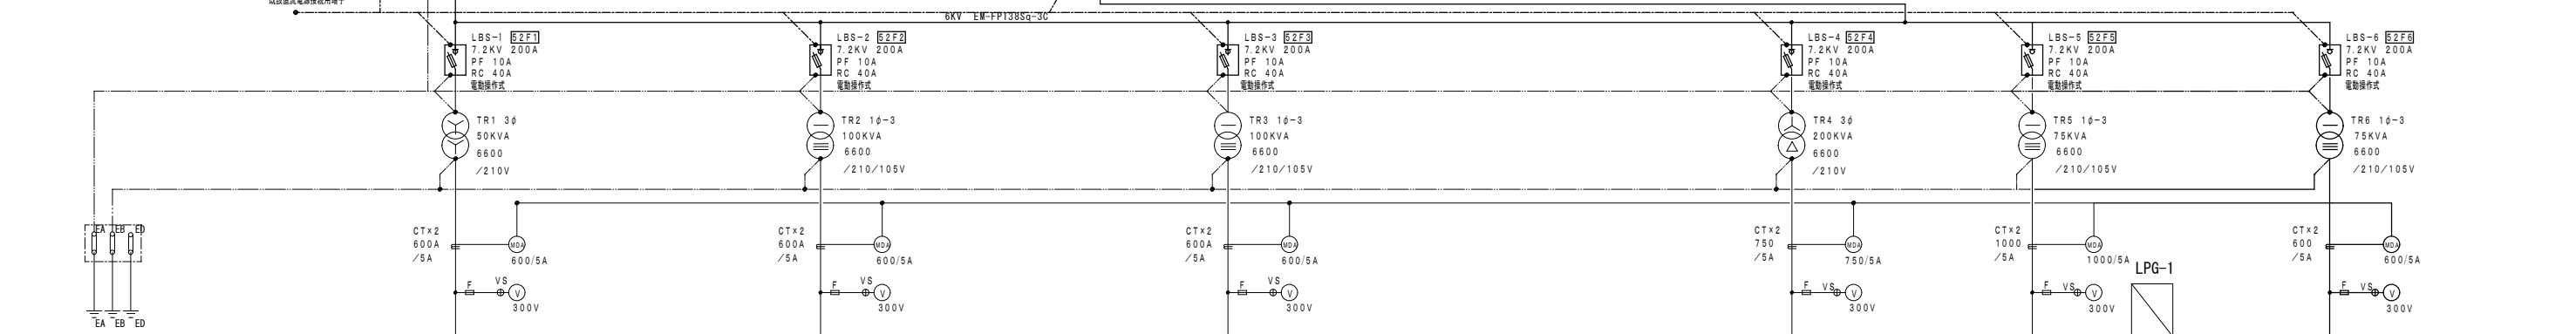 6KV EM-FPT38Sq-3C
LBS-1 52F1
7.2KV 200A
PF 10A
RC 40A
電動操作式
LBS-2 52F2
7.2KV 200A
PF 10A
RC 40A
電動操作式
LBS-3 52F3
7.2KV 200A
PF 10A
RC 40A
電動操作式
LBS-4 52F4
7.2KV 200A
PF 10A
RC 40A
電動操作式
LBS-5 52F5
7.2KV 200A
PF 10A
RC 40A
電動操作式
LBS-6 52F6
7.2KV 200A
PF 10A
RC 40A
電動操作式
TR1 3φ
50KVA
6600
/210V
TR2 1φ-3
100KVA
6600
/210/105V
TR3 1φ-3
100KVA
6600
/210/105V
TR4 3φ
200KVA
6600
/210V
TR5 1φ-3
75KVA
6600
/210/105V
TR6 1φ-3
75KVA
6600
/210/105V
EA EB ED
CT×2
600A
/5A
MDA
600/5A
F VS V
300V
CT×2
600A
/5A
MDA
600/5A
F VS V
300V
CT×2
600A
/5A
MDA
600/5A
F VS V
300V
CT×2
750
/5A
MDA
750/5A
F VS V
300V
CT×2
1000
/5A
MDA
1000/5A
F VS V
300V
LPG-1
CT×2
600
/5A
MDA
600/5A
F VS V
300V
EA EB ED